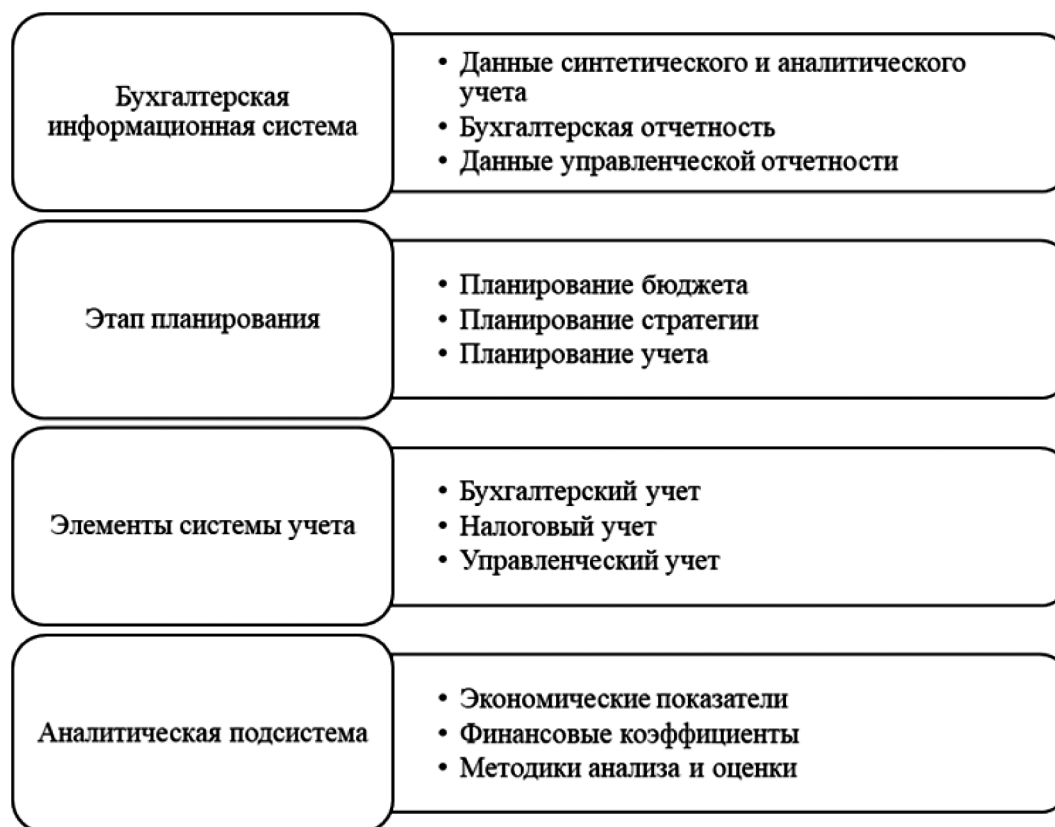 Бухгалтерская
информационная система
• Данные синтетического и аналитического
учета
• Бухгалтерская отчетность
• Данные управленческой отчетности
Этап планирования
• Планирование бюджета
• Планирование стратегии
• Планирование учета
Элементы системы учета
• Бухгалтерский учет
• Налоговый учет
• Управленческий учет
Аналитическая подсистема
• Экономические показатели
• Финансовые коэффициенты
• Методики анализа и оценки